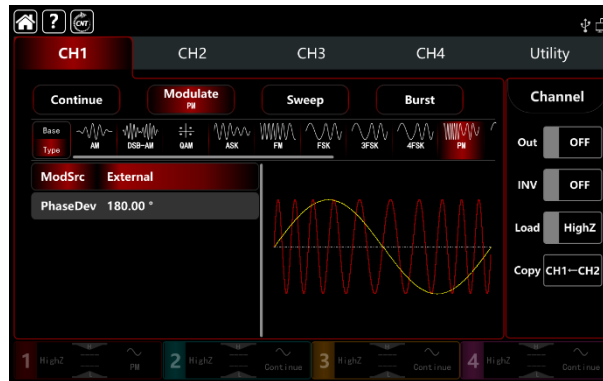 ? CNT
CH1 CH2 CH3 CH4 Utility
Continue Modulate Sweep Burst Channel
PM
Base
Type AM DSB-AM QAM ASK FM FSK 3FSK 4FSK PM
Out OFF
ModSrc External
INV OFF
PhaseDev 180.00 °
Load HighZ
Copy CH1←CH2
1 HighZ PM 2 HighZ Continue 3 HighZ Continue 4 HighZ Continue